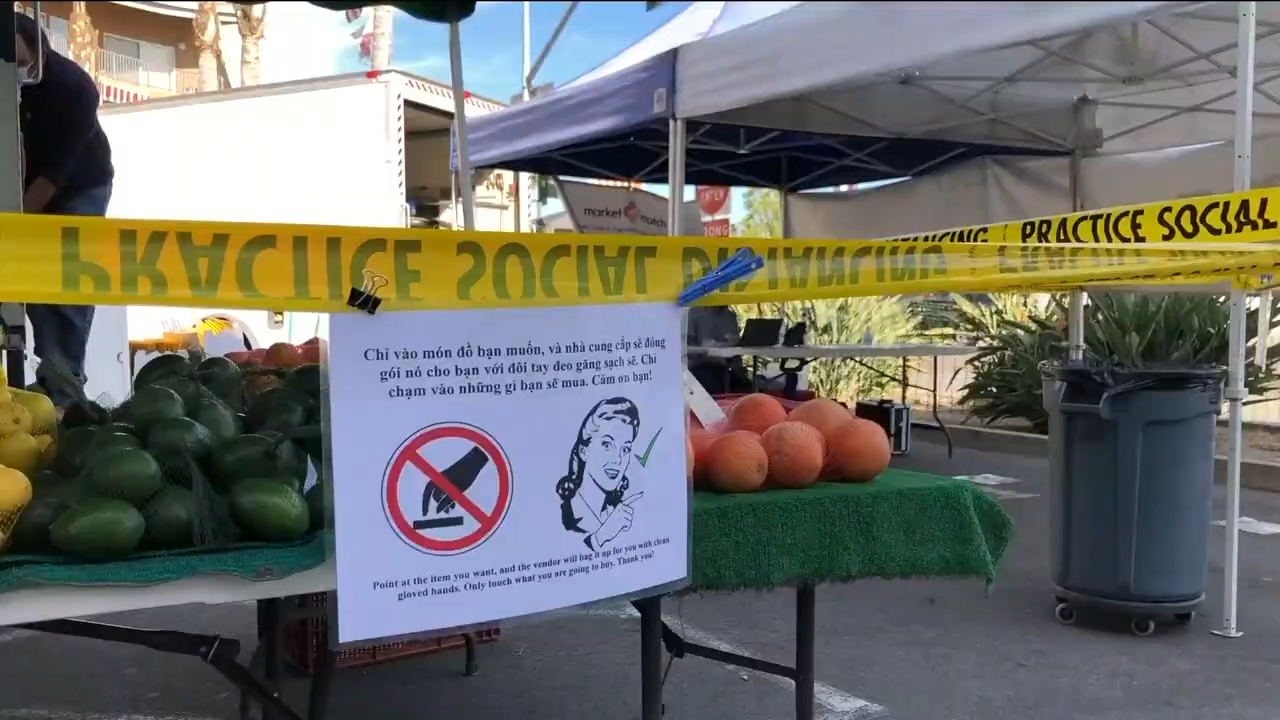 market match
PRACTICE SOCIAL
PRACTICE SOCIAL DISTANCING
Chỉ vào món đồ bạn muốn, và nhà cung cấp sẽ đóng
gói nó cho bạn với đôi tay đeo găng sạch sẽ. Chỉ
chạm vào những gì bạn sẽ mua. Cảm ơn bạn!
Point at the item you want, and the vendor will bag it up for you with clean
gloved hands. Only touch what you are going to buy. Thank you!